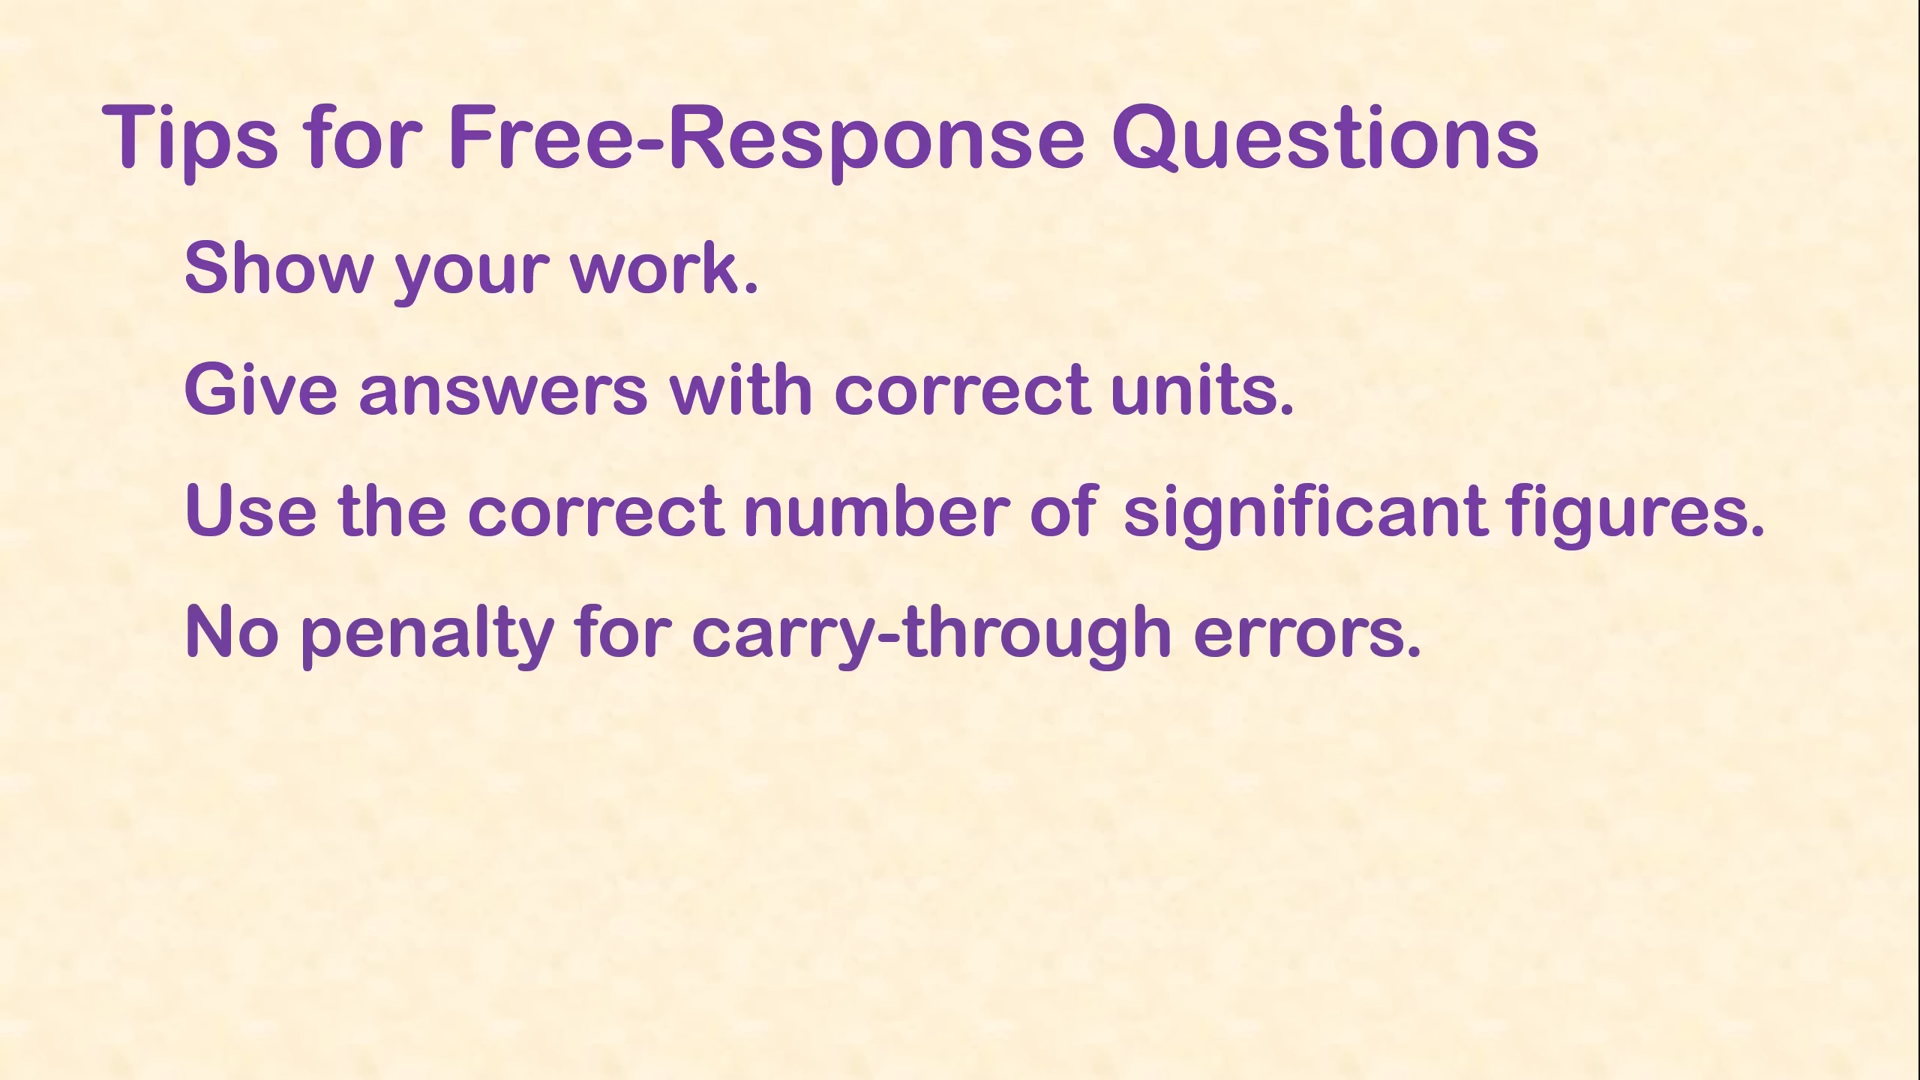 Tips for Free-Response Questions
Show your work.
Give answers with correct units.
Use the correct number of significant figures.
No penalty for carry-through errors.